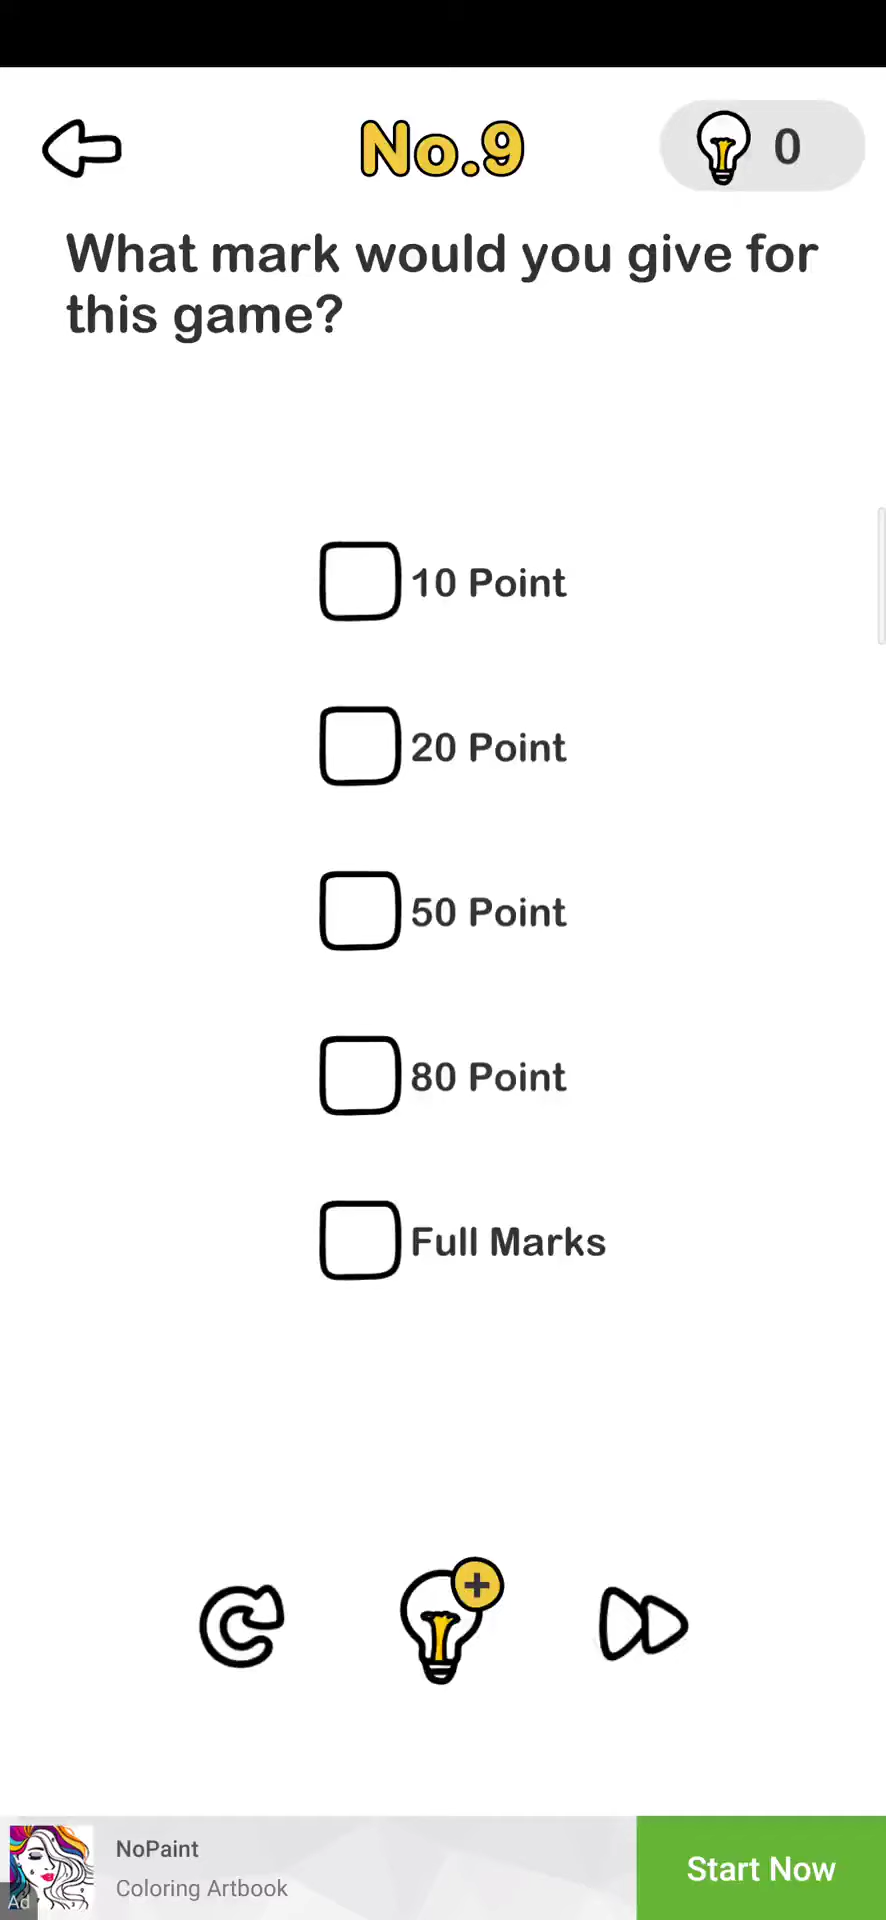 No.9
0
What mark would you give for
this game?
10 Point
20 Point
50 Point
80 Point
Full Marks
NoPaint
Coloring Artbook
Ad
Start Now